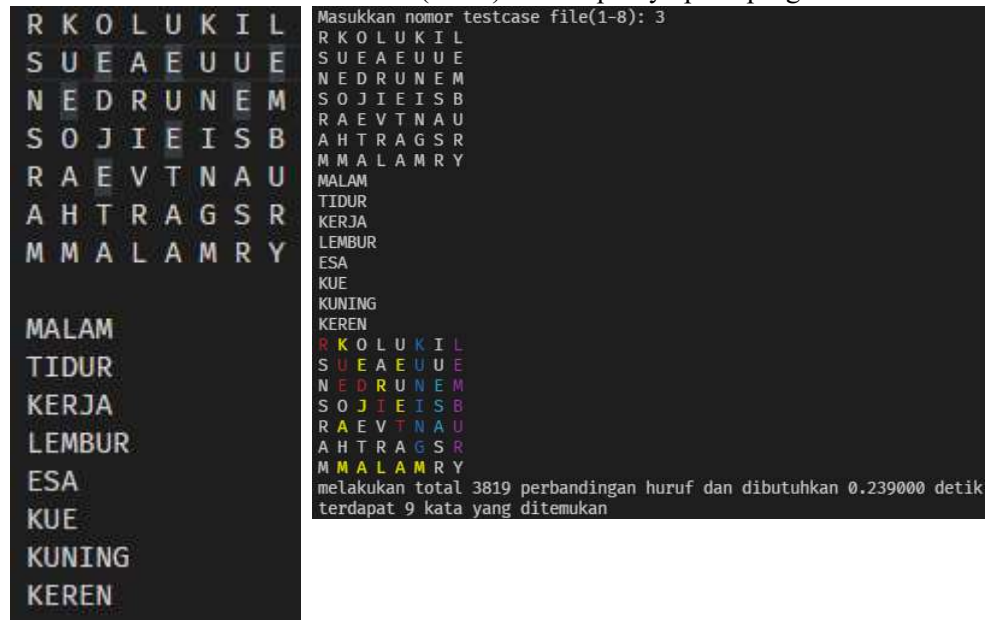 R K O L U K I L
S U E A E U U E
N E D R U N E M
S O J I E I S B
R A E V T N A U
A H T R A G S R
M M A L A M R Y
MALAM
TIDUR
KERJA
LEMBUR
ESA
KUE
KUNING
KEREN
Masukkan nomor testcase file(1-8): 3
R K O L U K I L
S U E A E U U E
N E D R U N E M
S O J I E I S B
R A E V T N A U
A H T R A G S R
M M A L A M R Y
MALAM
TIDUR
KERJA
LEMBUR
ESA
KUE
KUNING
KEREN
R K O L U K I L
S U E A E U U E
N E D R U N E M
S O J I E I S B
R A E V T N A U
A H T R A G S R
M M A L A M R Y
melakukan total 3819 perbandingan huruf dan dibutuhkan 0.239000 detik
terdapat 9 kata yang ditemukan